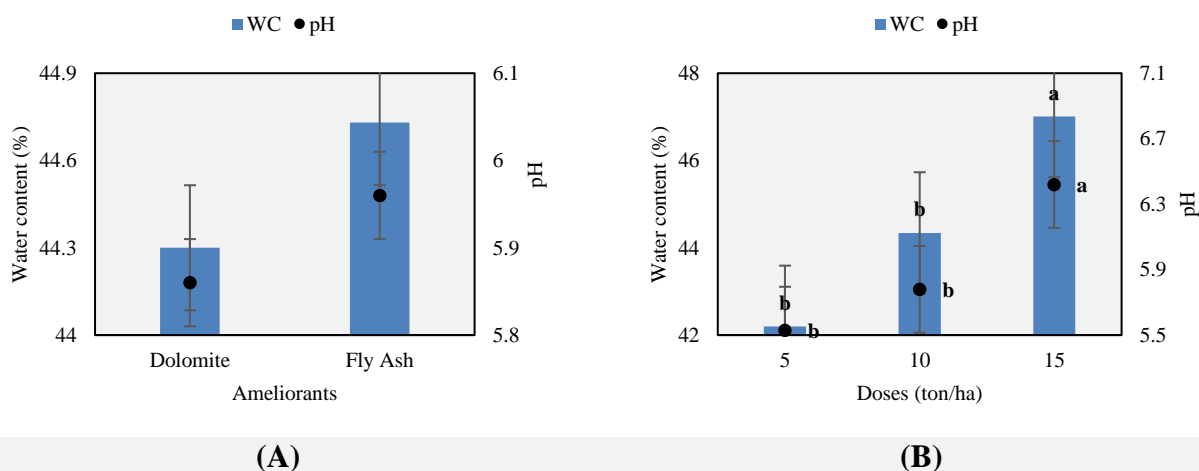 WC pH
44.9
44.6
44.3
44
Water content (%)
6.1
6
5.9
5.8
pH
Dolomite Fly Ash
Ameliorants
(A)
WC pH
48
46
44
42
Water content (%)
7.1
6.7
6.3
5.9
5.5
pH
b
b
b
b
a
a
5 10 15
Doses (ton/ha)
(B)